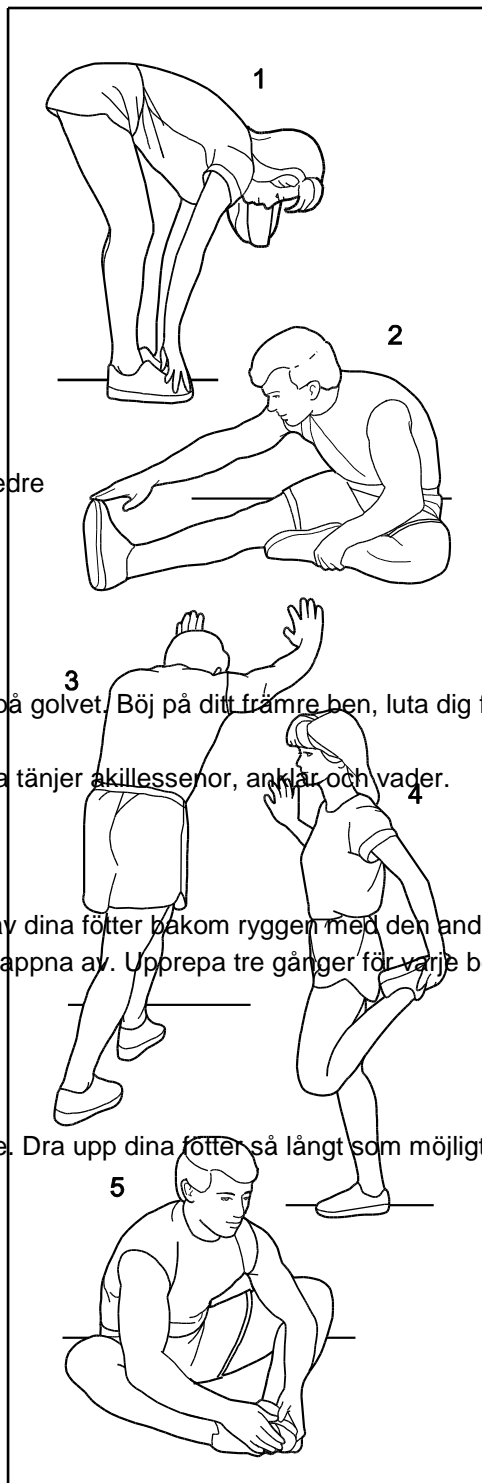 1
2
edre
3
på golvet. Böj på ditt främre ben, luta dig f
a tänjer akillessenor, anklar och vader.
4
av dina fötter bakom ryggen med den and
appna av. Upprepa tre gånger för varje b
e. Dra upp dina fötter så långt som möjligt
5